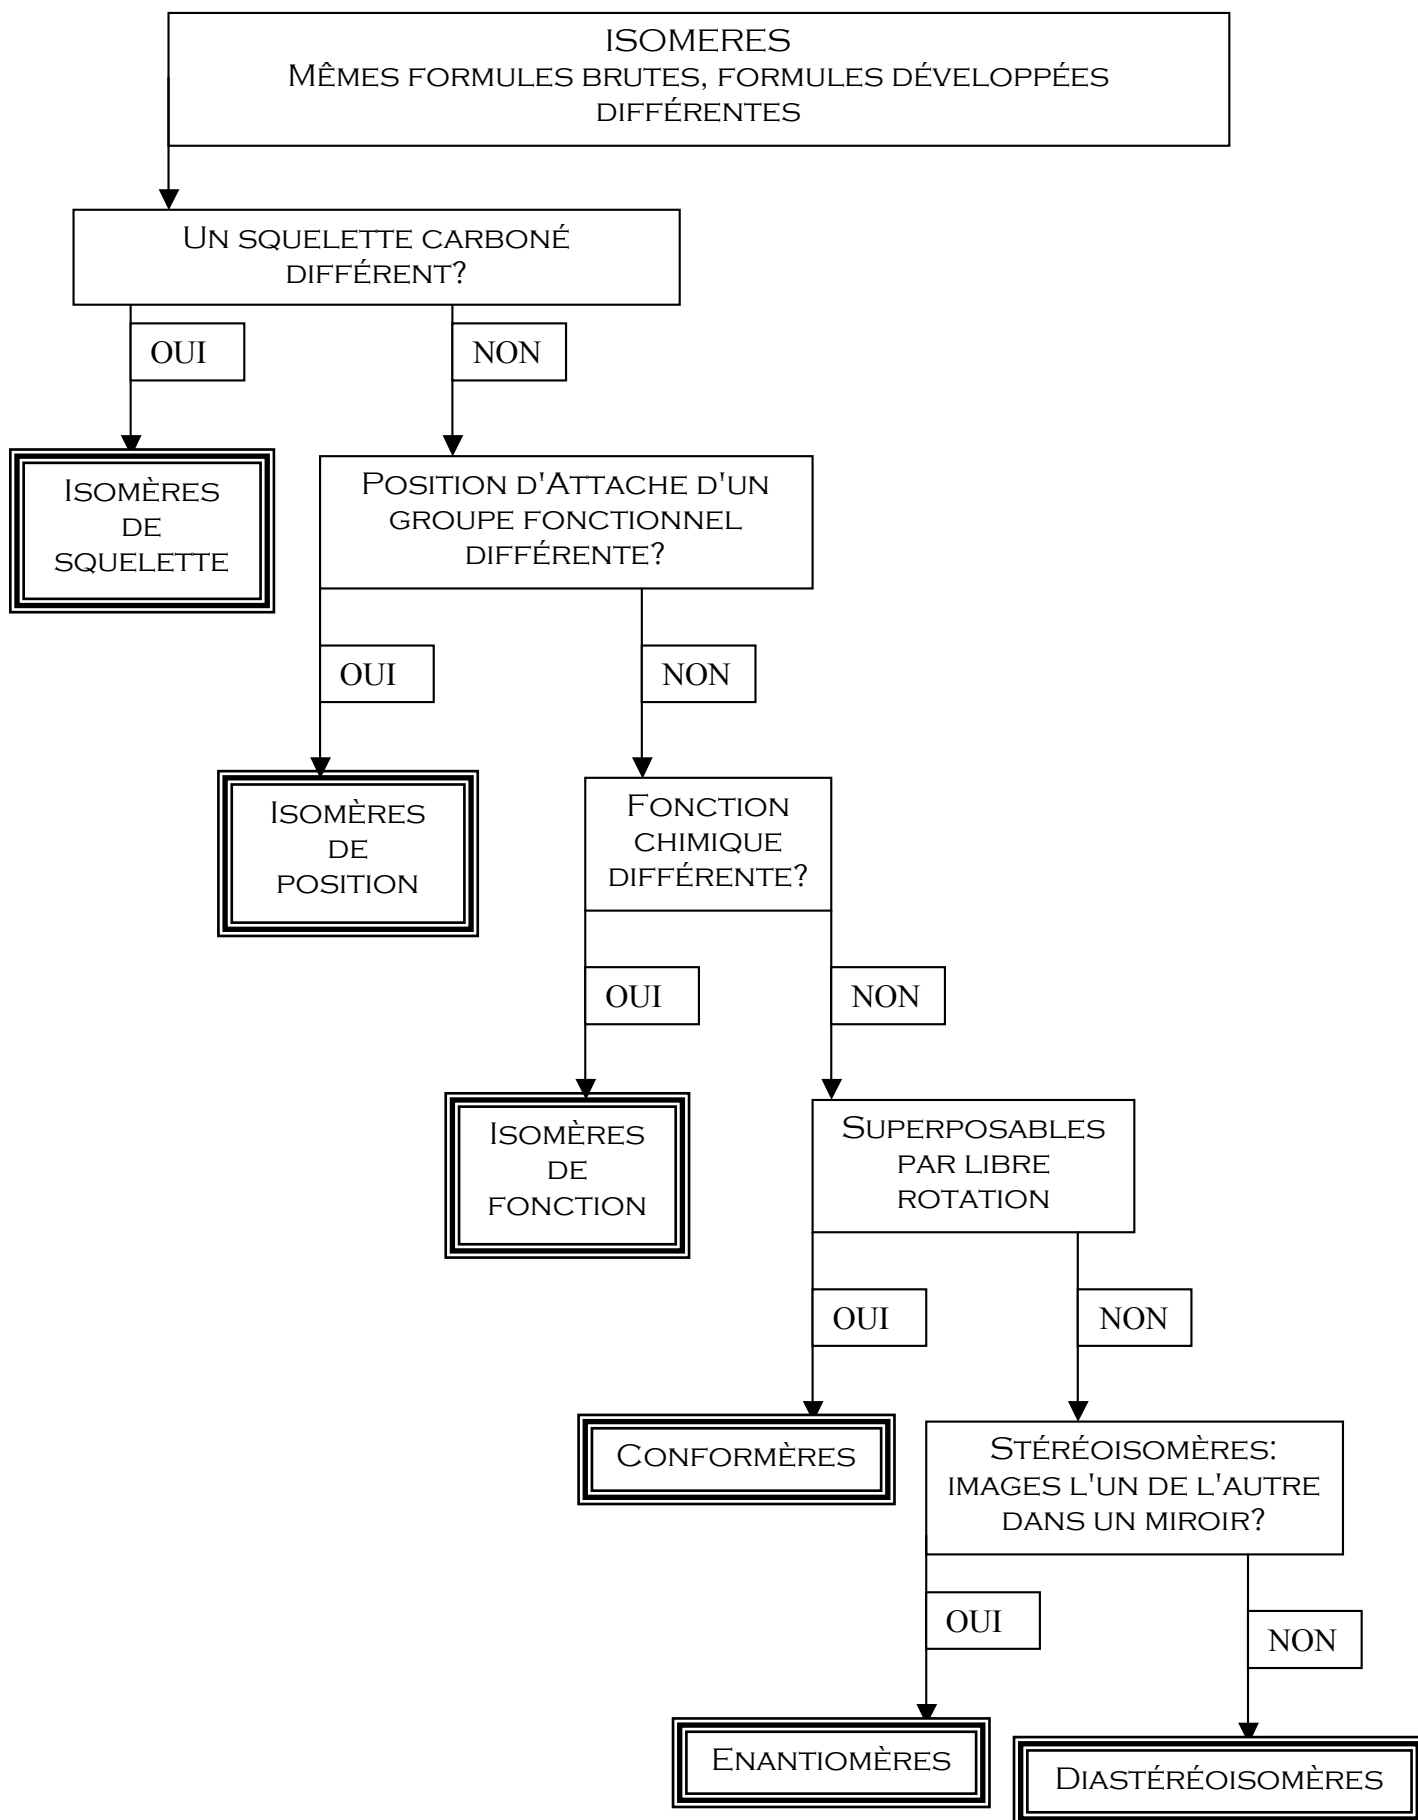 ISOMERES
MÊMES FORMULES BRUTES, FORMULES DÉVELOPPÉES
DIFFÉRENTES
UN SQUELETTE CARBONÉ
DIFFÉRENT?
OUI
NON
ISOMÈRES
DE
SQUELETTE
POSITION D'ATTACHE D'UN
GROUPE FONCTIONNEL
DIFFÉRENTE?
OUI
NON
ISOMÈRES
DE
POSITION
FONCTION
CHIMIQUE
DIFFÉRENTE?
OUI
NON
ISOMÈRES
DE
FONCTION
SUPERPOSABLES
PAR LIBRE
ROTATION
OUI
NON
CONFORMÈRES
STÉRÉOISOMÈRES:
IMAGES L'UN DE L'AUTRE
DANS UN MIROIR?
OUI
NON
ENANTIOMÈRES
DIASTÉRÉOISOMÈRES